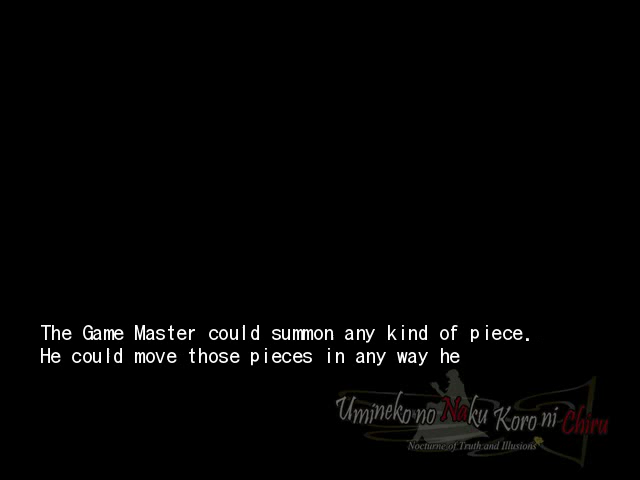 The Game Master could summon any kind of piece.
He could move those pieces in any way he
Umineko no Naku Koro ni Chiru
Nocturne of Truth and Illusions